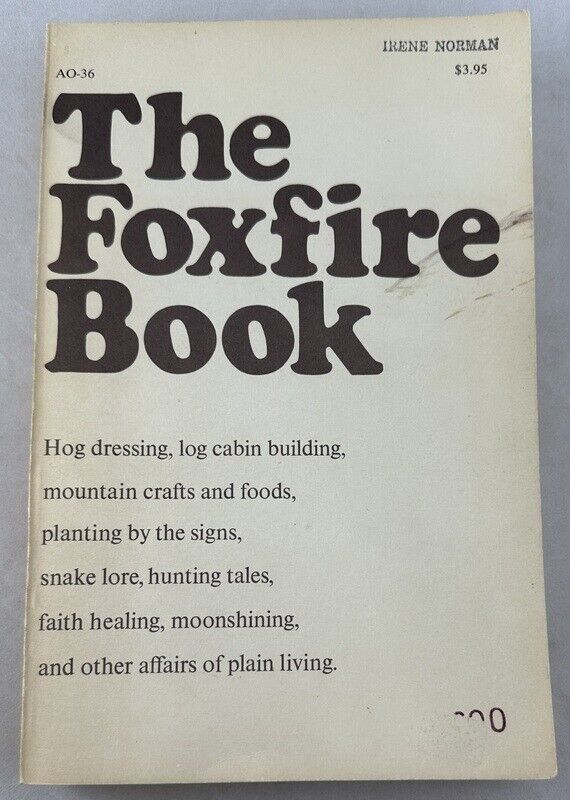 IRENE NORMAN
AO-36
$3.95
The
Foxfire
Book
Hog dressing, log cabin building,
mountain crafts and foods,
planting by the signs,
snake lore, hunting tales,
faith healing, moonshining,
and other affairs of plain living.